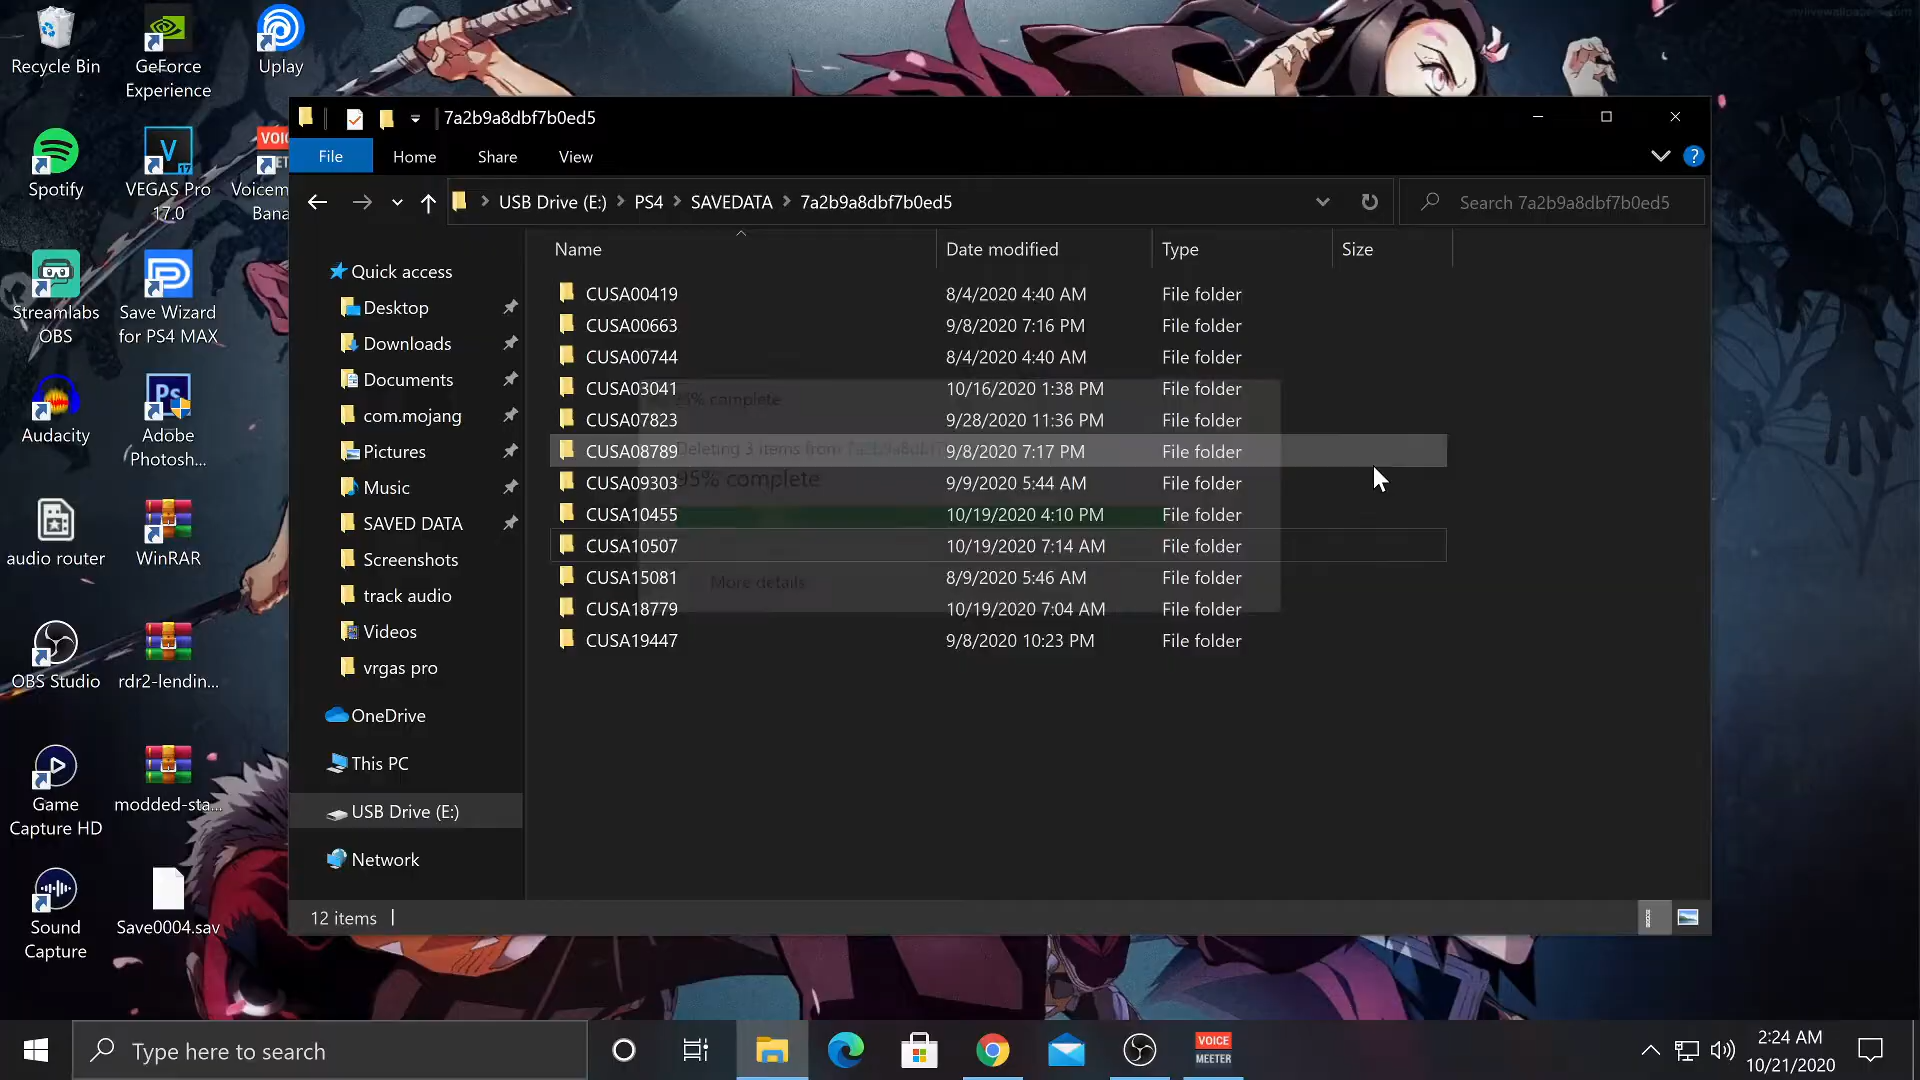 Recycle Bin
GeForce
Experience
Uplay
Spotify
VEGAS Pro
17.0
VOI
MEET
Voicem
Bana
Streamlabs
OBS
Save Wizard
for PS4 MAX
Audacity
Adobe
Photosh...
audio router
WinRAR
OBS Studio
rdr2-lendin...
Game
Capture HD
modded-sta...
Sound
Capture
Save0004.sav
7a2b9a8dbf7b0ed5
File
Home
Share
View
USB Drive (E:)
PS4
SAVEDATA
7a2b9a8dbf7b0ed5
Search 7a2b9a8dbf7b0ed5
Quick access
Desktop
Downloads
Documents
com.mojang
Pictures
Music
SAVED DATA
Screenshots
track audio
Videos
vrgas pro
OneDrive
This PC
USB Drive (E:)
Network
Name Date modified Type Size
CUSA00419 8/4/2020 4:40 AM File folder
CUSA00663 9/8/2020 7:16 PM File folder
CUSA00744 8/4/2020 4:40 AM File folder
CUSA03041 10/16/2020 1:38 PM File folder
% complete
CUSA07823 9/28/2020 11:36 PM File folder
Deleting 3 items from
CUSA08789 9/8/2020 7:17 PM File folder
95% complete
CUSA09303 9/9/2020 5:44 AM File folder
CUSA10455 10/19/2020 4:10 PM File folder
CUSA10507 10/19/2020 7:14 AM File folder
CUSA15081 8/9/2020 5:46 AM File folder
More details
CUSA18779 10/19/2020 7:04 AM File folder
CUSA19447 9/8/2020 10:23 PM File folder
12 items
Type here to search
VOICE
MEETER
2:24 AM
10/21/2020